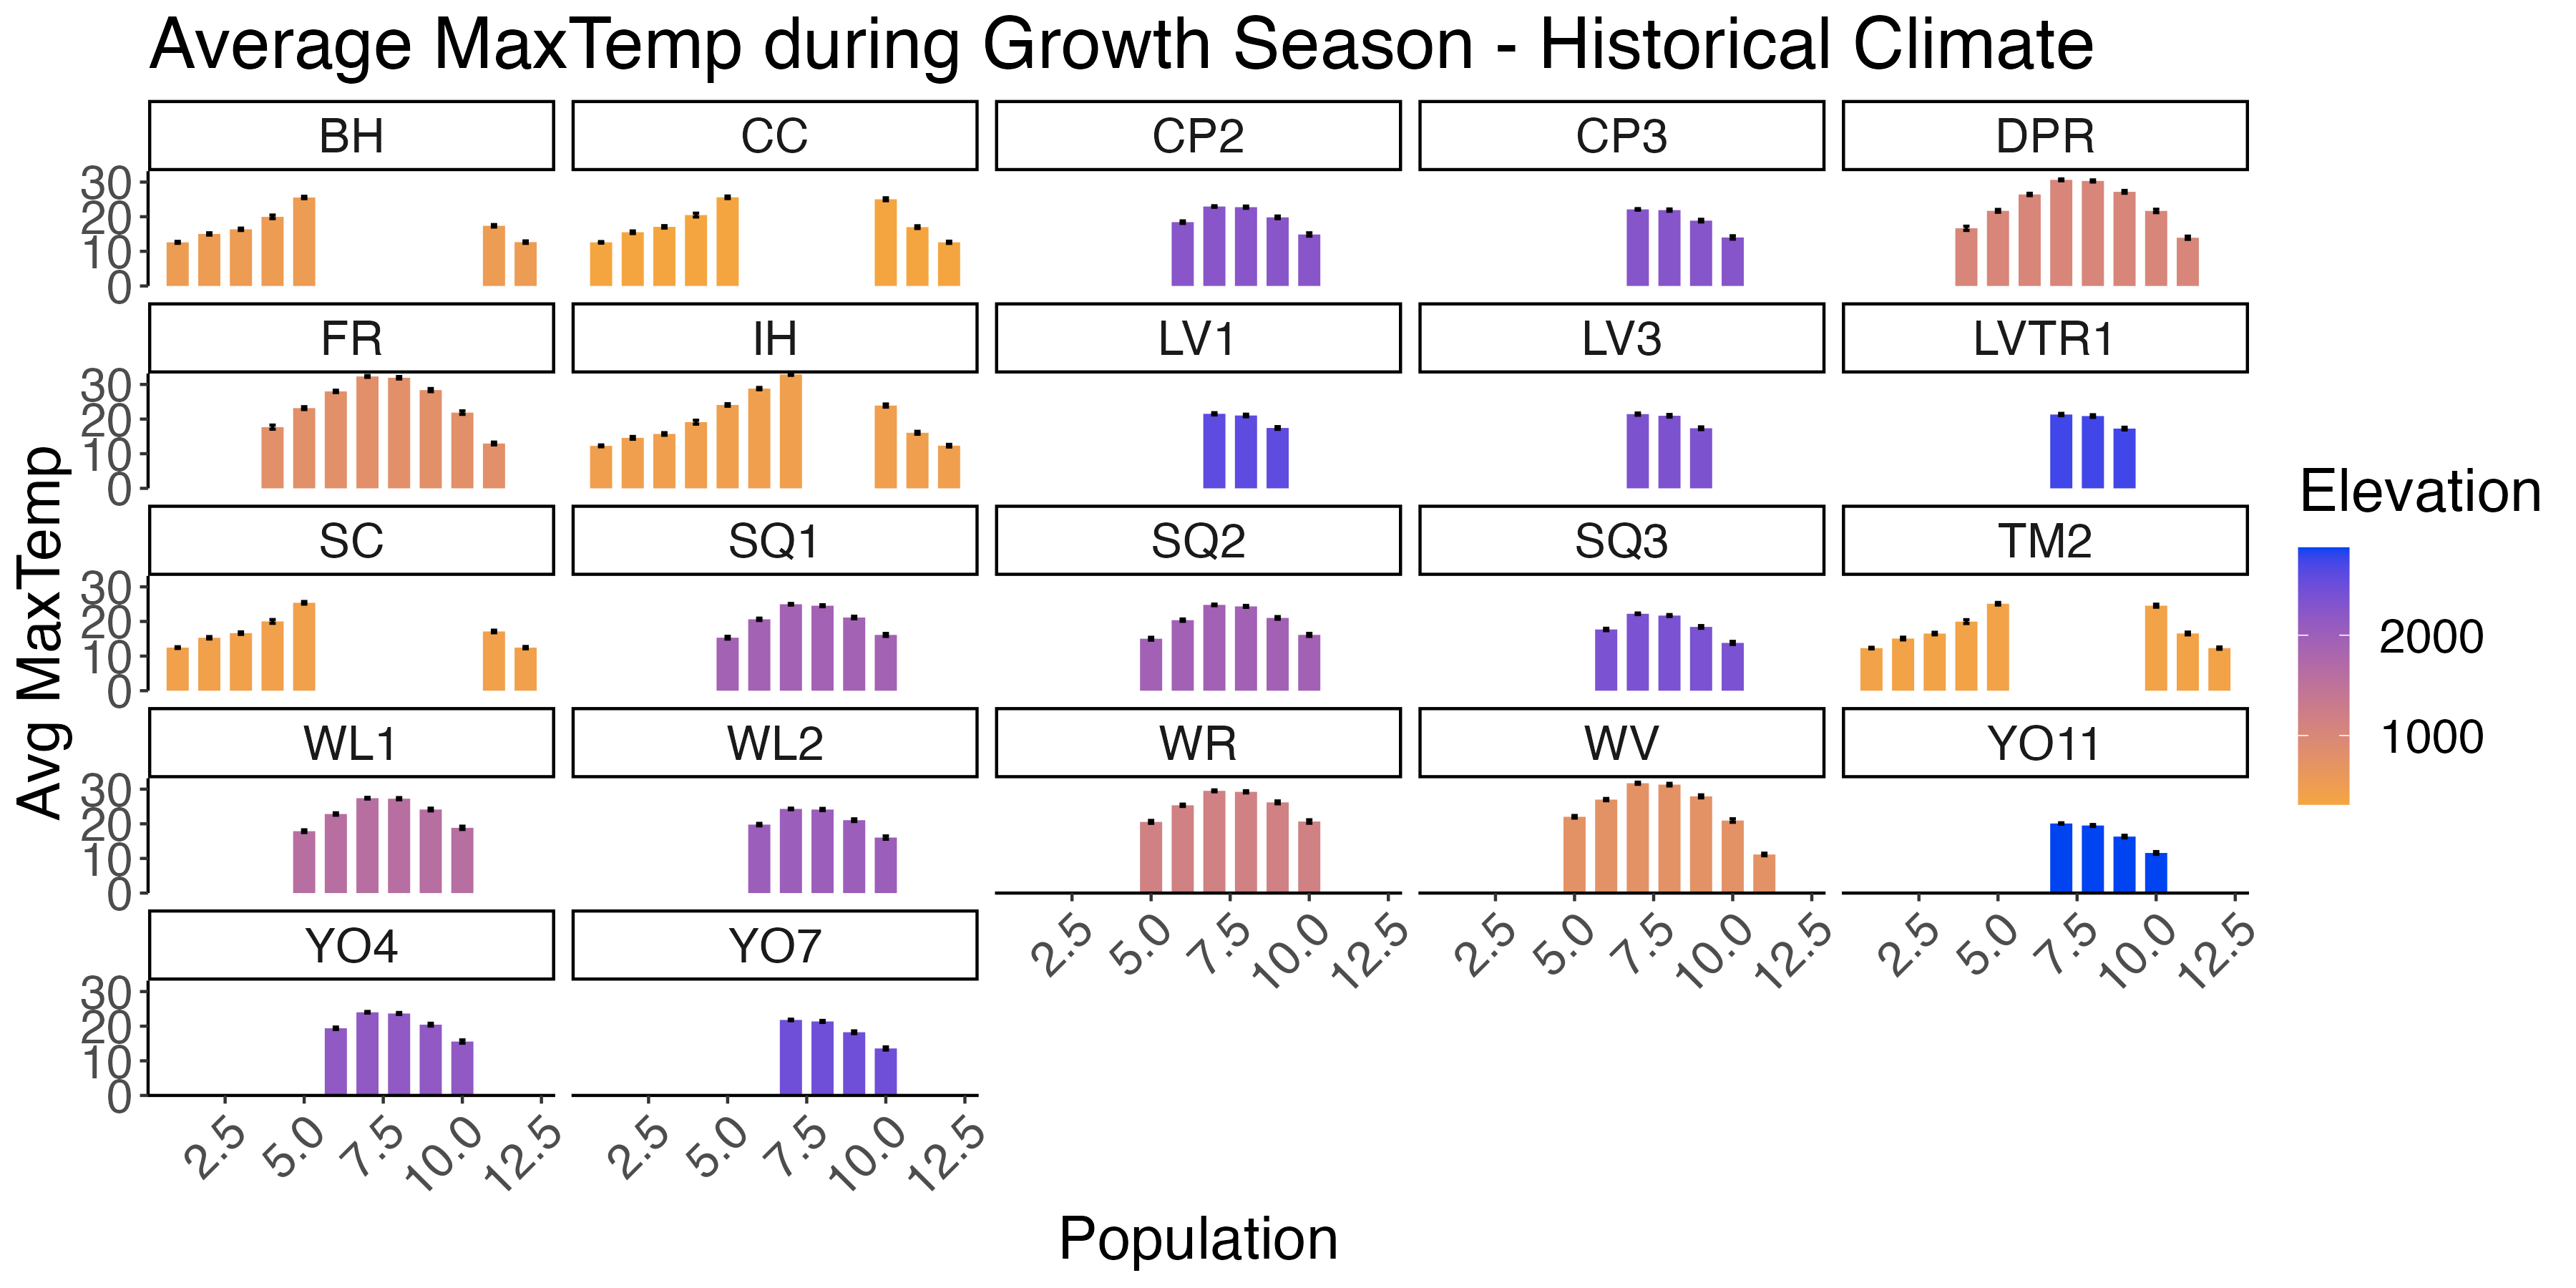 Average MaxTemp during Growth Season - Historical Climate
BH CC CP2 CP3 DPR
30
20
10
0
FR IH LV1 LV3 LVTR1
30
20
10
0
SC SQ1 SQ2 SQ3 TM2
30
20
10
0
WL1 WL2 WR WV YO11
30
20
10
0
2.5 5.0 7.5 10.0 12.5 2.5 5.0 7.5 10.0 12.5 2.5 5.0 7.5 10.0 12.5
YO4 YO7
30
20
10
0
2.5 5.0 7.5 10.0 12.5 2.5 5.0 7.5 10.0 12.5
Avg MaxTemp
Population
Elevation
2000
1000